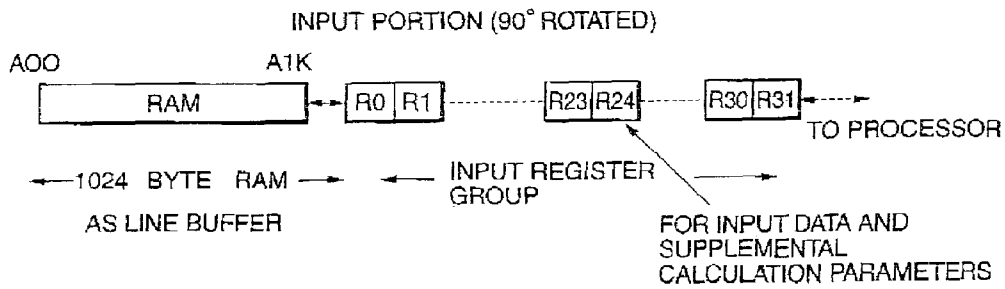 INPUT PORTION (90° ROTATED)
A00 A1K
RAM R0 R1 R23 R24 R30 R31
TO PROCESSOR
1024 BYTE RAM
AS LINE BUFFER
INPUT REGISTER
GROUP
FOR INPUT DATA AND
SUPPLEMENTAL
CALCULATION PARAMETERS